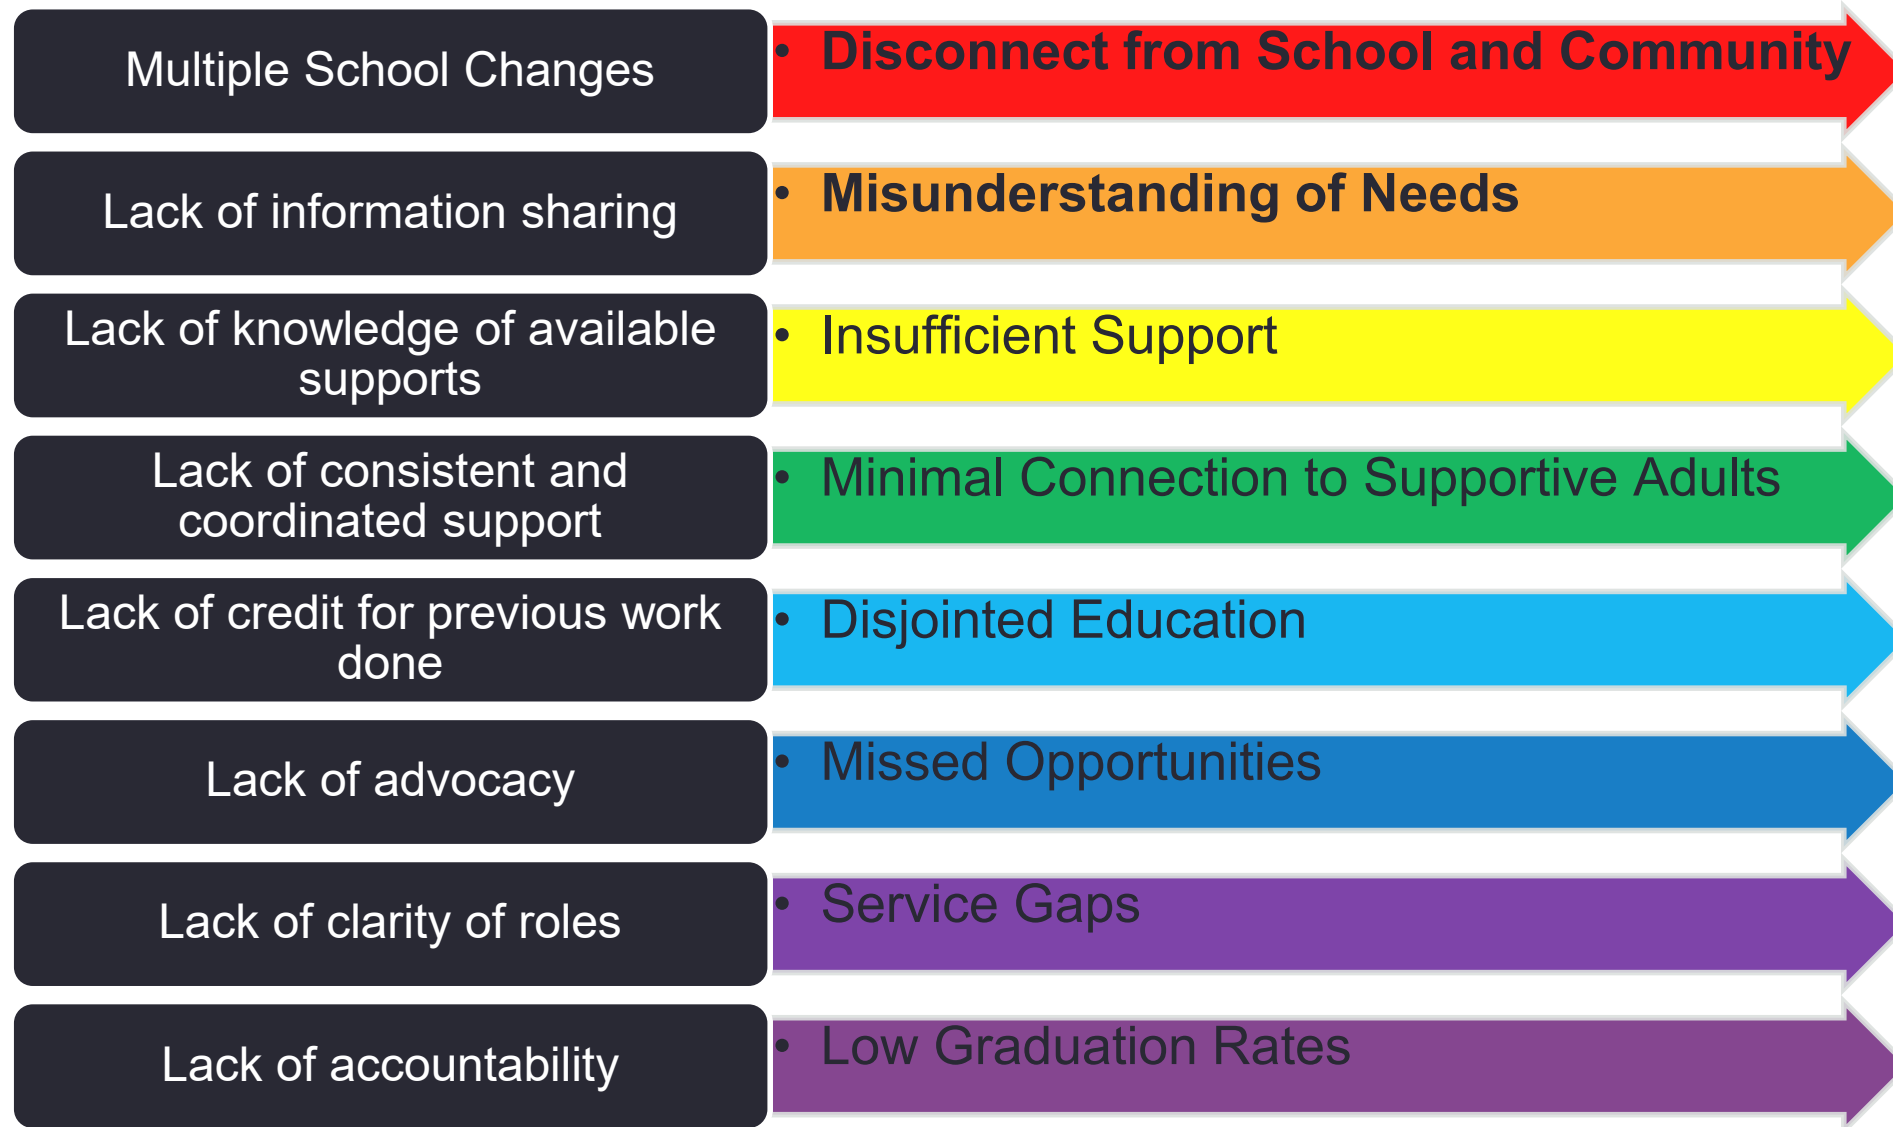 Multiple School Changes
• Disconnect from School and Community
Lack of information sharing
• Misunderstanding of Needs
Lack of knowledge of available
supports
• Insufficient Support
Lack of consistent and
coordinated support
• Minimal Connection to Supportive Adults
Lack of credit for previous work
done
• Disjointed Education
Lack of advocacy
• Missed Opportunities
Lack of clarity of roles
• Service Gaps
Lack of accountability
• Low Graduation Rates